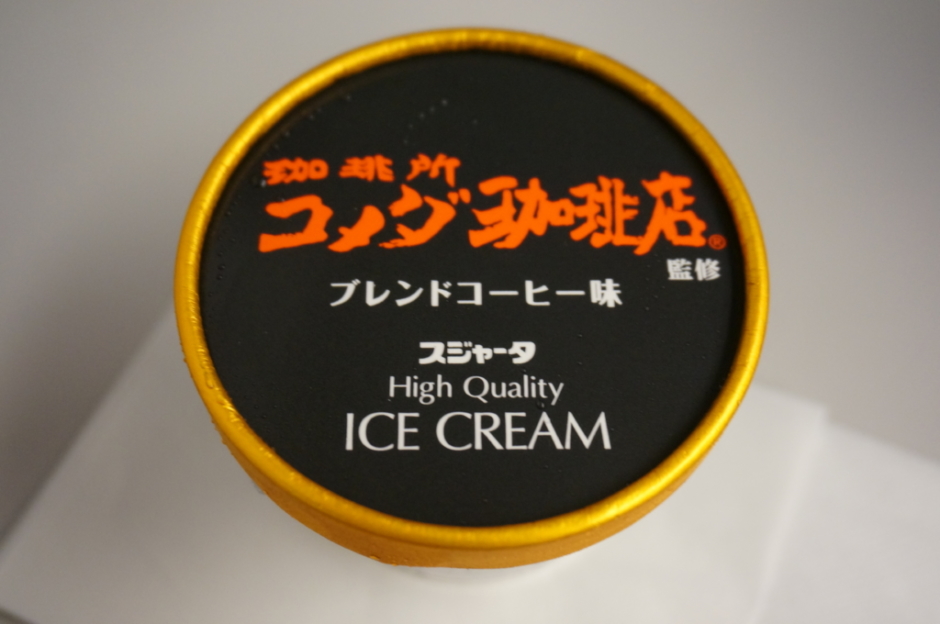 珈琲所
コメダ珈琲店®
監修
ブレンドコーヒー味
スジャータ
High Quality
ICE CREAM